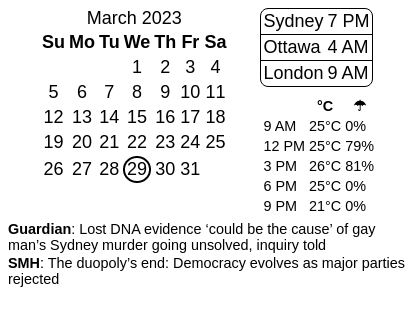 March 2023
Su Mo Tu We Th Fr Sa
1 2 3 4
5 6 7 8 9 10 11
12 13 14 15 16 17 18
19 20 21 22 23 24 25
26 27 28 29 30 31
Sydney 7 PM
Ottawa 4 AM
London 9 AM
°C ☂
9 AM 25°C 0%
12 PM 25°C 79%
3 PM 26°C 81%
6 PM 25°C 0%
9 PM 21°C 0%
Guardian: Lost DNA evidence ‘could be the cause’ of gay
man’s Sydney murder going unsolved, inquiry told
SMH: The duopoly’s end: Democracy evolves as major parties
rejected